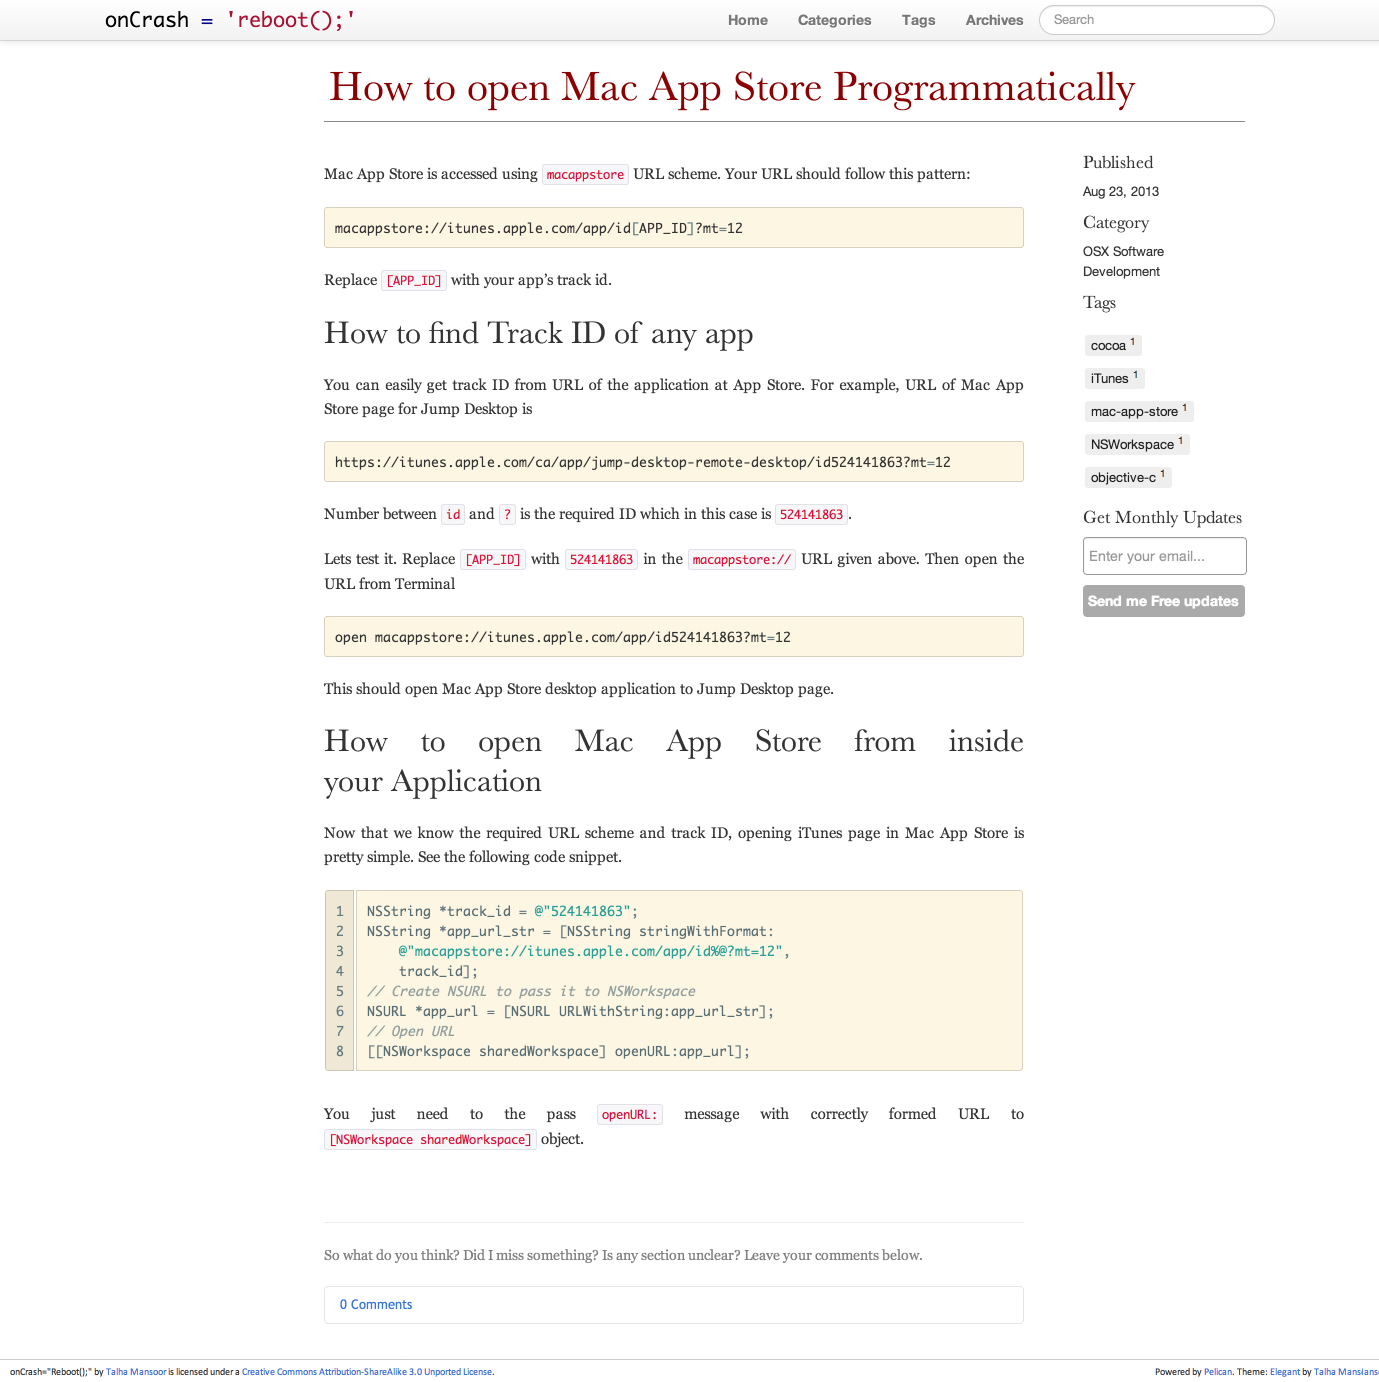 onCrash = 'reboot();'
Home Categories Tags Archives Search
How to open Mac App Store Programmatically
Mac App Store is accessed using macappstore URL scheme. Your URL should follow this pattern:
macappstore://itunes.apple.com/app/id[APP_ID]?mt=12
Replace [APP_ID] with your app’s track id.
How to find Track ID of any app
You can easily get track ID from URL of the application at App Store. For example, URL of Mac App
Store page for Jump Desktop is
https://itunes.apple.com/ca/app/jump-desktop-remote-desktop/id524141863?mt=12
Number between id and ? is the required ID which in this case is 524141863.
Lets test it. Replace [APP_ID] with 524141863 in the macappstore:// URL given above. Then open the
URL from Terminal
open macappstore://itunes.apple.com/app/id524141863?mt=12
This should open Mac App Store desktop application to Jump Desktop page.
How to open Mac App Store from inside
your Application
Now that we know the required URL scheme and track ID, opening iTunes page in Mac App Store is
pretty simple. See the following code snippet.
1 NSString *track_id = @"524141863";
2 NSString *app_url_str = [NSString stringWithFormat:
3 @"macappstore://itunes.apple.com/app/id%@?mt=12",
4 track_id];
5 // Create NSURL to pass it to NSWorkspace
6 NSURL *app_url = [NSURL URLWithString:app_url_str];
7 // Open URL
8 [[NSWorkspace sharedWorkspace] openURL:app_url];
You just need to the pass openURL: message with correctly formed URL to
[NSWorkspace sharedWorkspace] object.
So what do you think? Did I miss something? Is any section unclear? Leave your comments below.
0 Comments
Published
Aug 23, 2013
Category
OSX Software
Development
Tags
cocoa 1
iTunes 1
mac-app-store 1
NSWorkspace 1
objective-c 1
Get Monthly Updates
Enter your email...
Send me Free updates
onCrash="Reboot();" by Talha Mansoor is licensed under a Creative Commons Attribution-ShareAlike 3.0 Unported License.
Powered by Pelican. Theme: Elegant by Talha